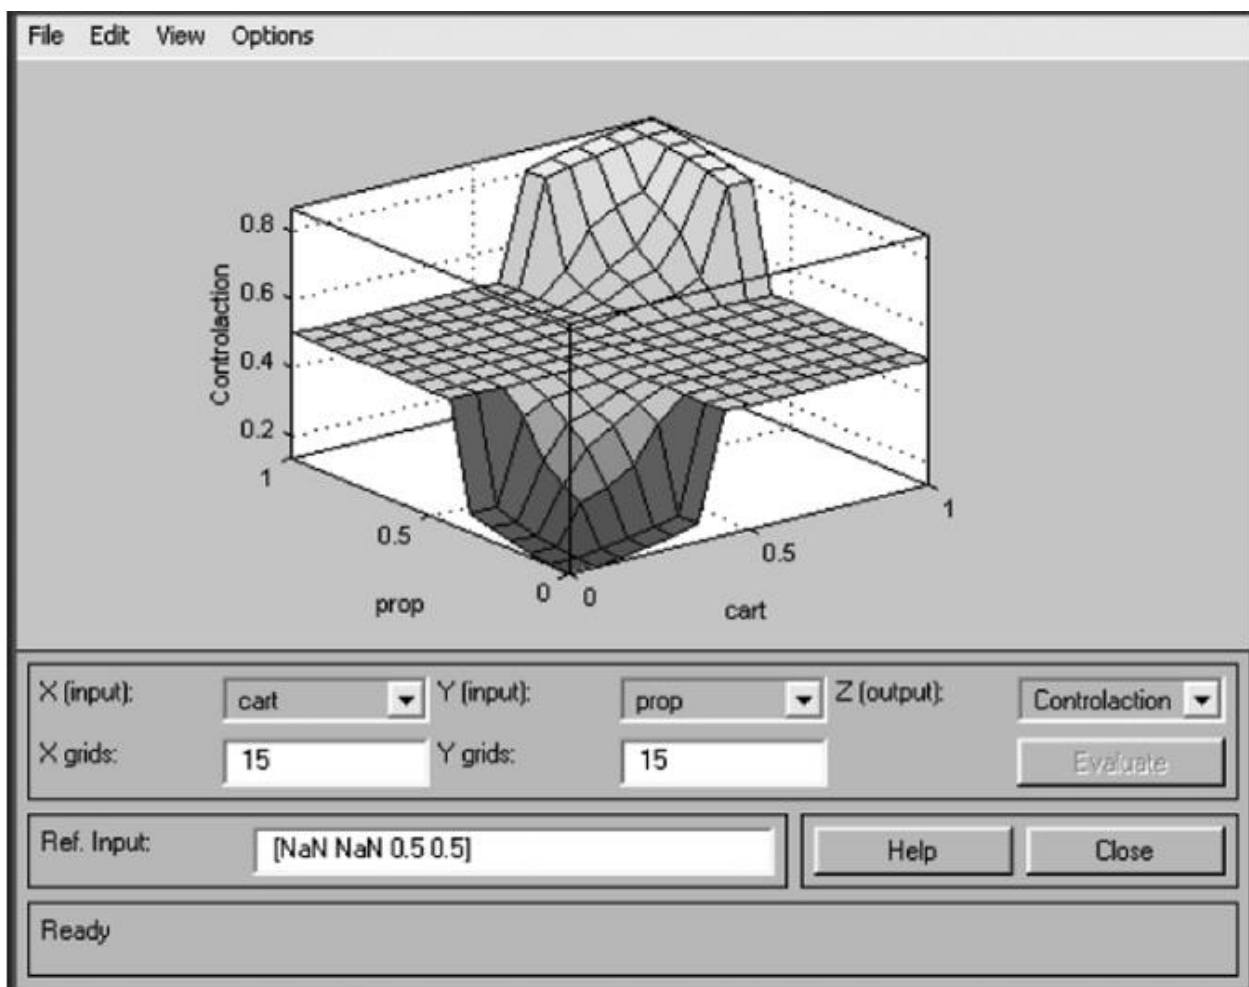 File Edit View Options
0.8
0.6
0.4
0.2
Controlaction
1
0.5
0
prop
0
0.5
1
cart
X (input): cart Y (input): prop Z (output): Controlaction
X grids: 15 Y grids: 15 Evaluate
Ref. Input: [NaN NaN 0.5 0.5] Help Close
Ready